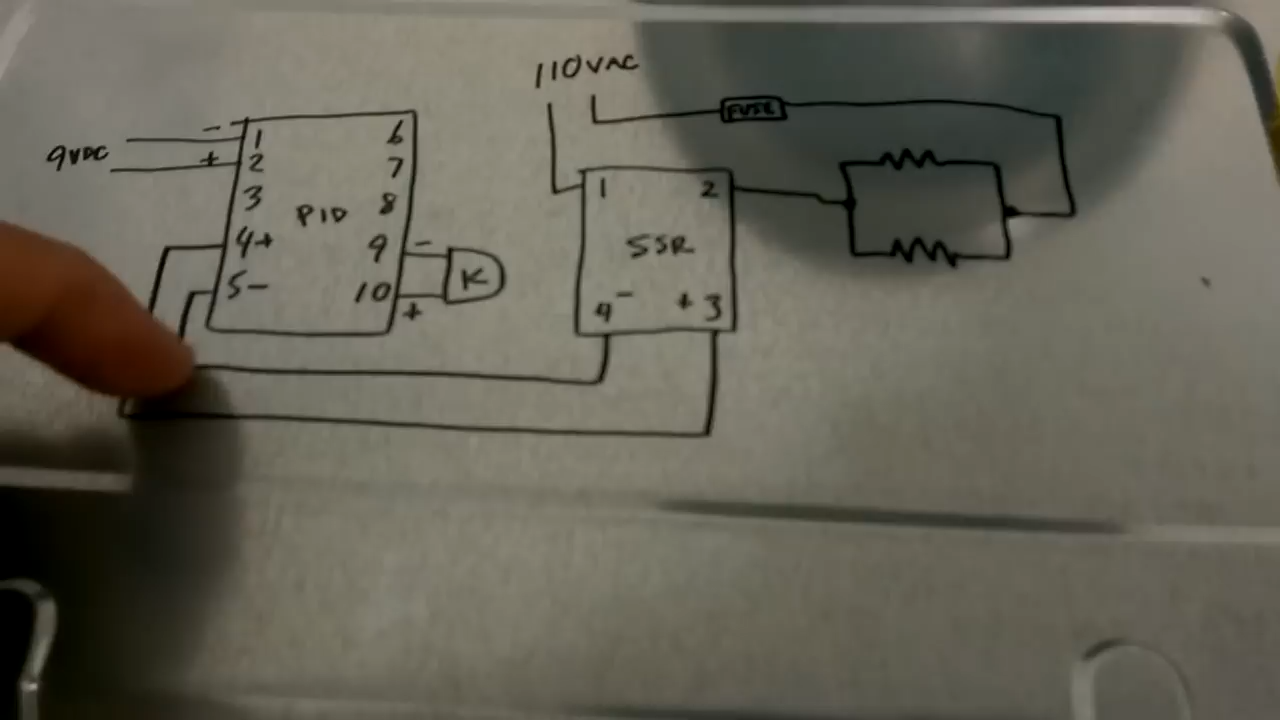 110VAC
FUSE
9VDC
- 1 6
+ 2 7
3 PID 8
4+ 9 -
5- 10 +
K
1 2
SSR
4 - + 3